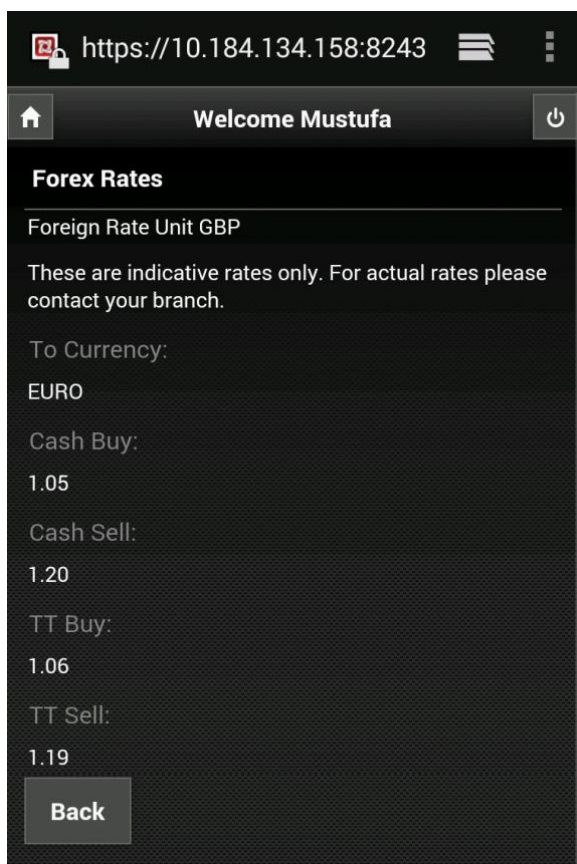 https://10.184.134.158:8243
Welcome Mustufa
Forex Rates
Foreign Rate Unit GBP
These are indicative rates only. For actual rates please
contact your branch.
To Currency:
EURO
Cash Buy:
1.05
Cash Sell:
1.20
TT Buy:
1.06
TT Sell:
1.19
Back